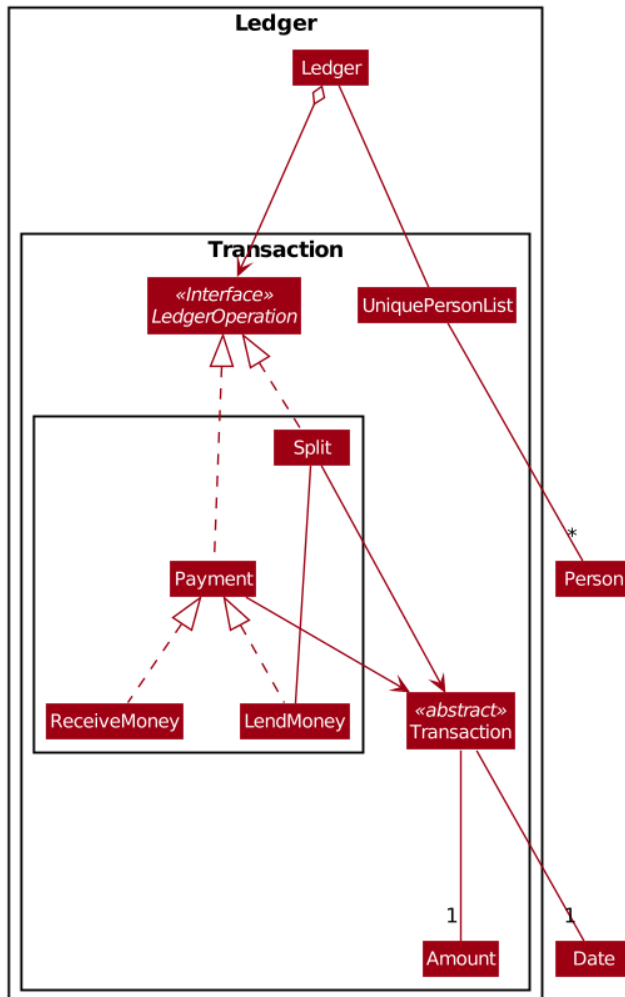 Ledger
Ledger
Transaction
«Interface»
LedgerOperation
UniquePersonList
Split
*
Payment
Person
ReceiveMoney
LendMoney
«abstract»
Transaction
1
1
Amount
Date